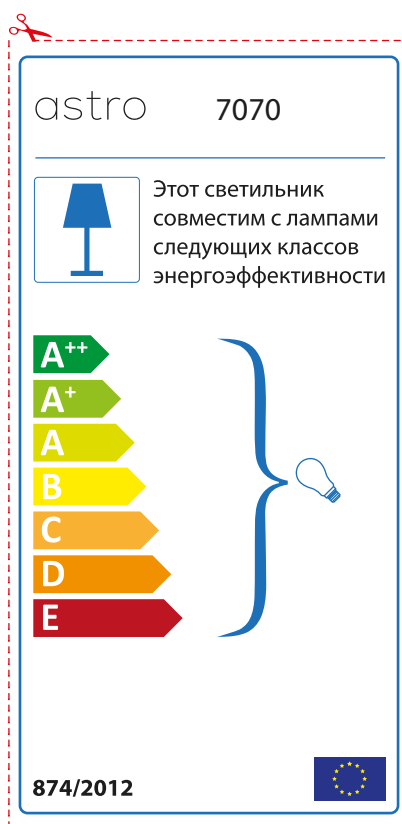 astro 7070
Этот светильник
совместим с лампами
следующих классов
энергоэффективности
A++
A+
A
B
C
D
E
874/2012